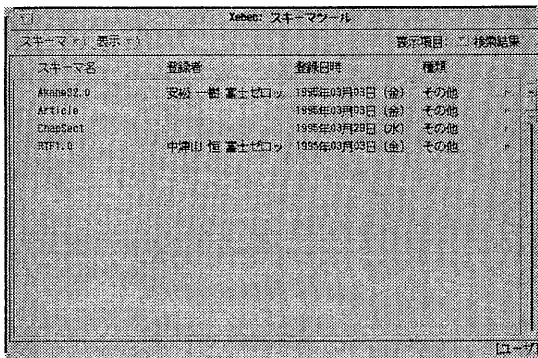 Xebec: スキーマツール
スキーマ 表示 表示項目: 検索結果
スキーマ名 登録者 登録日時 種類
安松 一樹 富士ゼロッ 1995年03月03日 (金) その他
Article 1995年03月03日 (金) その他
ChapSect 1995年03月29日 (水) その他
RTF1.0 中津山 恒 富士ゼロッ 1995年03月03日 (金) その他
[ユーザ